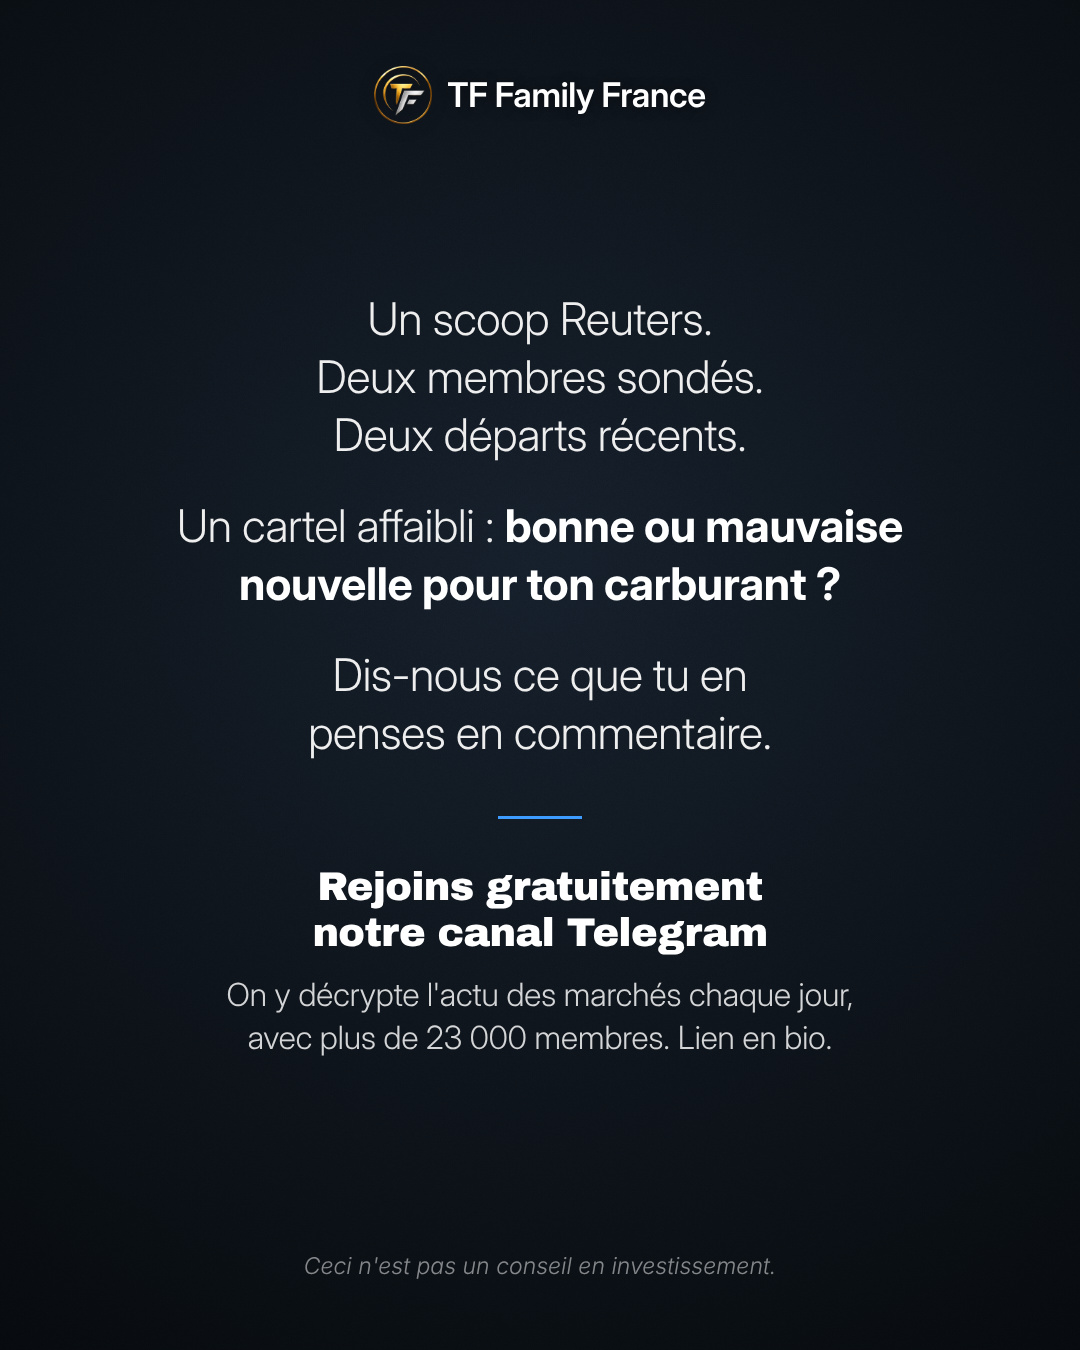 TF TF Family France
Un scoop Reuters.
Deux membres sondés.
Deux départs récents.
Un cartel affaibli : bonne ou mauvaise
nouvelle pour ton carburant ?
Dis-nous ce que tu en
penses en commentaire.
Rejoins gratuitement
notre canal Telegram
On y décrypte l'actu des marchés chaque jour,
avec plus de 23 000 membres. Lien en bio.
Ceci n'est pas un conseil en investissement.